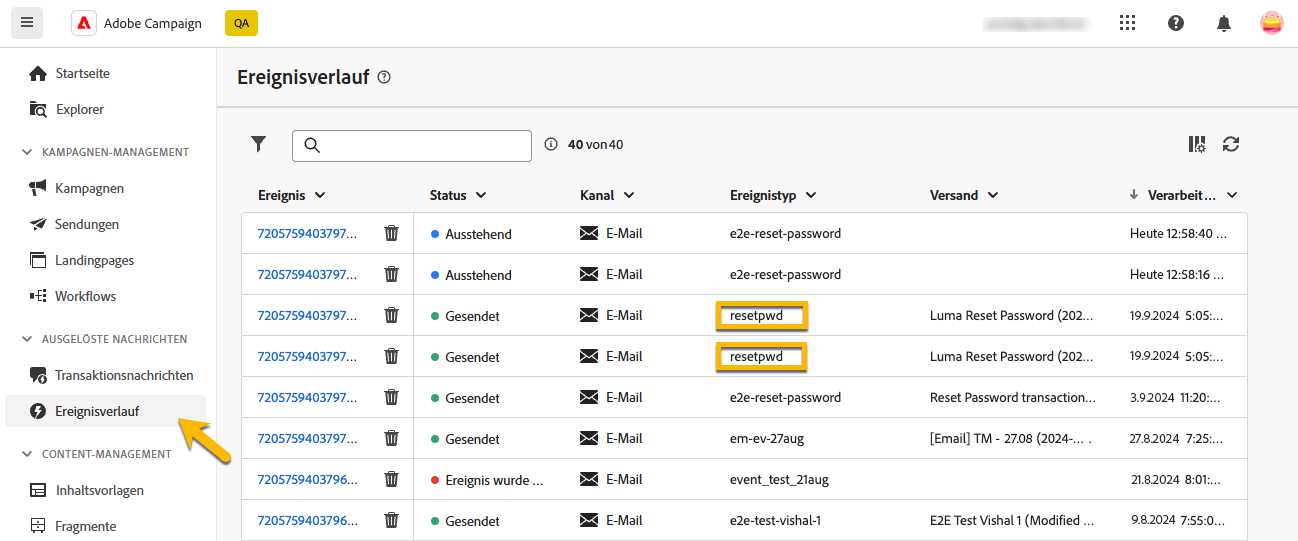 Adobe Campaign QA
Startseite
Explorer
KAMPAGNEN-MANAGEMENT
Kampagnen
Sendungen
Landingpages
Workflows
AUSGELÖSTE NACHRICHTEN
Transaktionsnachrichten
Ereignisverlauf
CONTENT-MANAGEMENT
Inhaltsvorlagen
Fragmente
Ereignisverlauf
40 von 40
Ereignis Status Kanal Ereignistyp Versand Verarbeit...
7205759403797... Ausstehend E-Mail e2e-reset-password Heute 12:58:40 ...
7205759403797... Ausstehend E-Mail e2e-reset-password Heute 12:58:16 ...
7205759403797... Gesendet E-Mail resetpwd Luma Reset Password (202... 19.9.2024 5:05:...
7205759403797... Gesendet E-Mail resetpwd Luma Reset Password (202... 19.9.2024 5:05:...
7205759403797... Gesendet E-Mail e2e-reset-password Reset Password transaction... 3.9.2024 11:20:...
7205759403797... Gesendet E-Mail em-ev-27aug [Email] TM - 27.08 (2024-... . 27.8.2024 7:25:...
7205759403796... Ereignis wurde ... E-Mail event_test_21aug 21.8.2024 8:01:...
7205759403796... Gesendet E-Mail e2e-test-vishal-1 E2E Test Vishal 1 (Modified ... 9.8.2024 7:55:0...